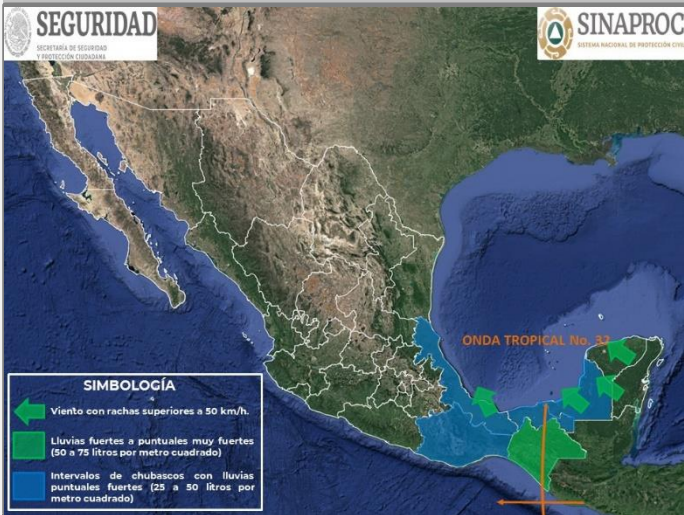 SEGURIDAD
SECRETARÍA DE SEGURIDAD
Y PROTECCIÓN CIUDADANA
SINAPROC
SISTEMA NACIONAL DE PROTECCIÓN CIVIL
ONDA TROPICAL No. 32
SIMBOLOGÍA
Viento con rachas superiores a 50 km/h.
Lluvias fuertes a puntuales muy fuertes
(50 a 75 litros por metro cuadrado)
Intervalos de chubascos con lluvias
puntuales fuertes (25 a 50 litros por
metro cuadrado)